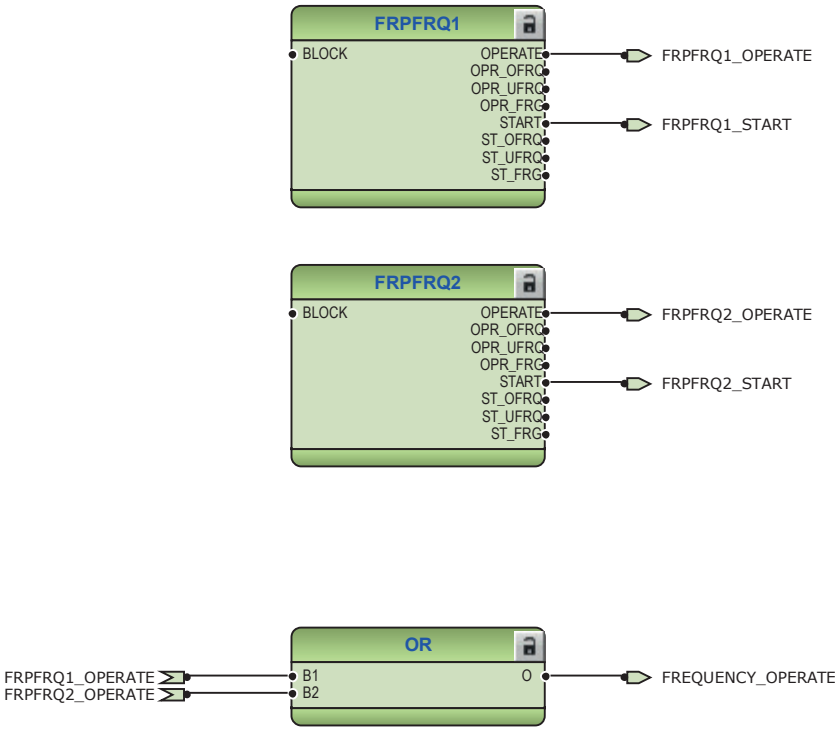 FRPFRQ1
BLOCK OPERATE FRPFRQ1_OPERATE
OPR_OFRQ
OPR_UFRQ
OPR_FRG
START FRPFRQ1_START
ST_OFRQ
ST_UFRQ
ST_FRG
FRPFRQ2
BLOCK OPERATE FRPFRQ2_OPERATE
OPR_OFRQ
OPR_UFRQ
OPR_FRG
START FRPFRQ2_START
ST_OFRQ
ST_UFRQ
ST_FRG
OR
FRPFRQ1_OPERATE B1 O FREQUENCY_OPERATE
FRPFRQ2_OPERATE B2